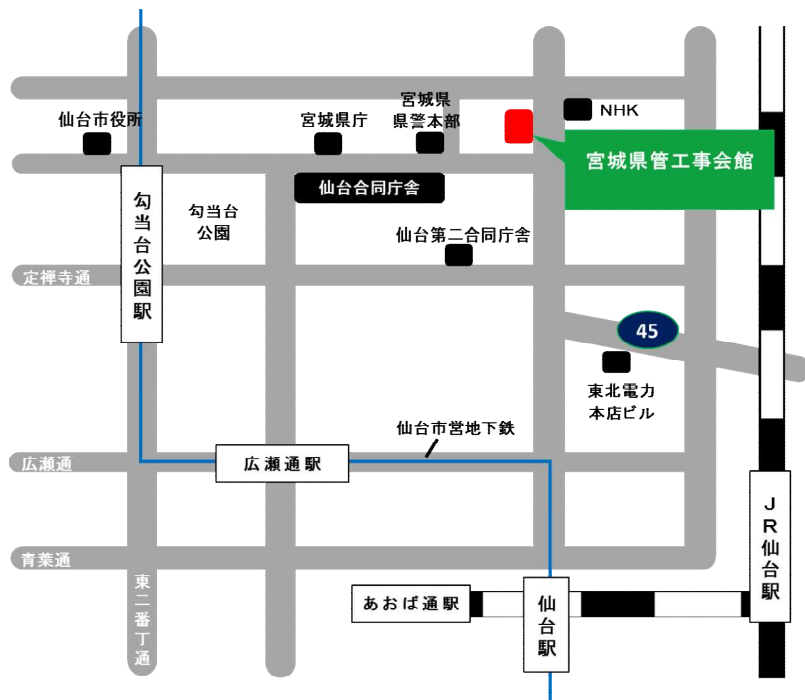 宮城県
県警本部
NHK
仙台市役所
宮城県庁
宮城県管工事会館
仙台合同庁舎
勾当台公園駅
勾当台
公園
仙台第二合同庁舎
定禅寺通
45
東北電力
本店ビル
仙台市営地下鉄
広瀬通
広瀬通駅
JR仙台駅
青葉通
東二番丁通
あおば通駅
仙台駅